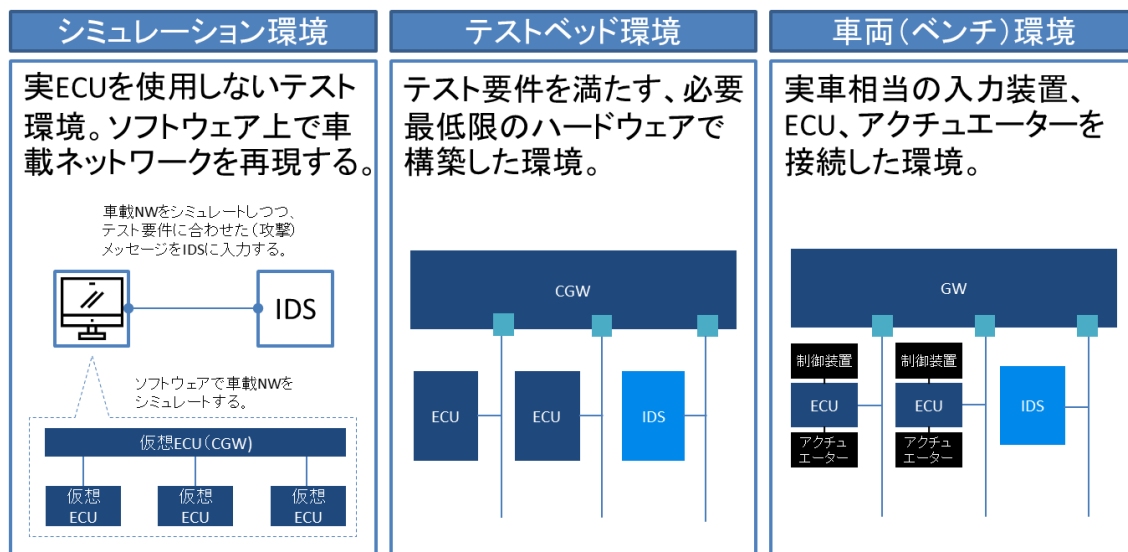 シミュレーション環境
実ECUを使用しないテスト
環境。ソフトウェア上で車
載ネットワークを再現する。
車載NWをシミュレートしつつ、
テスト要件に合わせた(攻撃)
メッセージをIDSに入力する。
IDS
ソフトウェアで車載NWを
シミュレートする。
仮想ECU(CGW)
仮想
ECU
仮想
ECU
仮想
ECU
テストベッド環境
テスト要件を満たす、必要
最低限のハードウェアで
構築した環境。
CGW
ECU
ECU
IDS
車両(ベンチ)環境
実車相当の入力装置、
ECU、アクチュエーターを
接続した環境。
GW
制御装置
ECU
アクチュ
エーター
制御装置
ECU
アクチュ
エーター
IDS